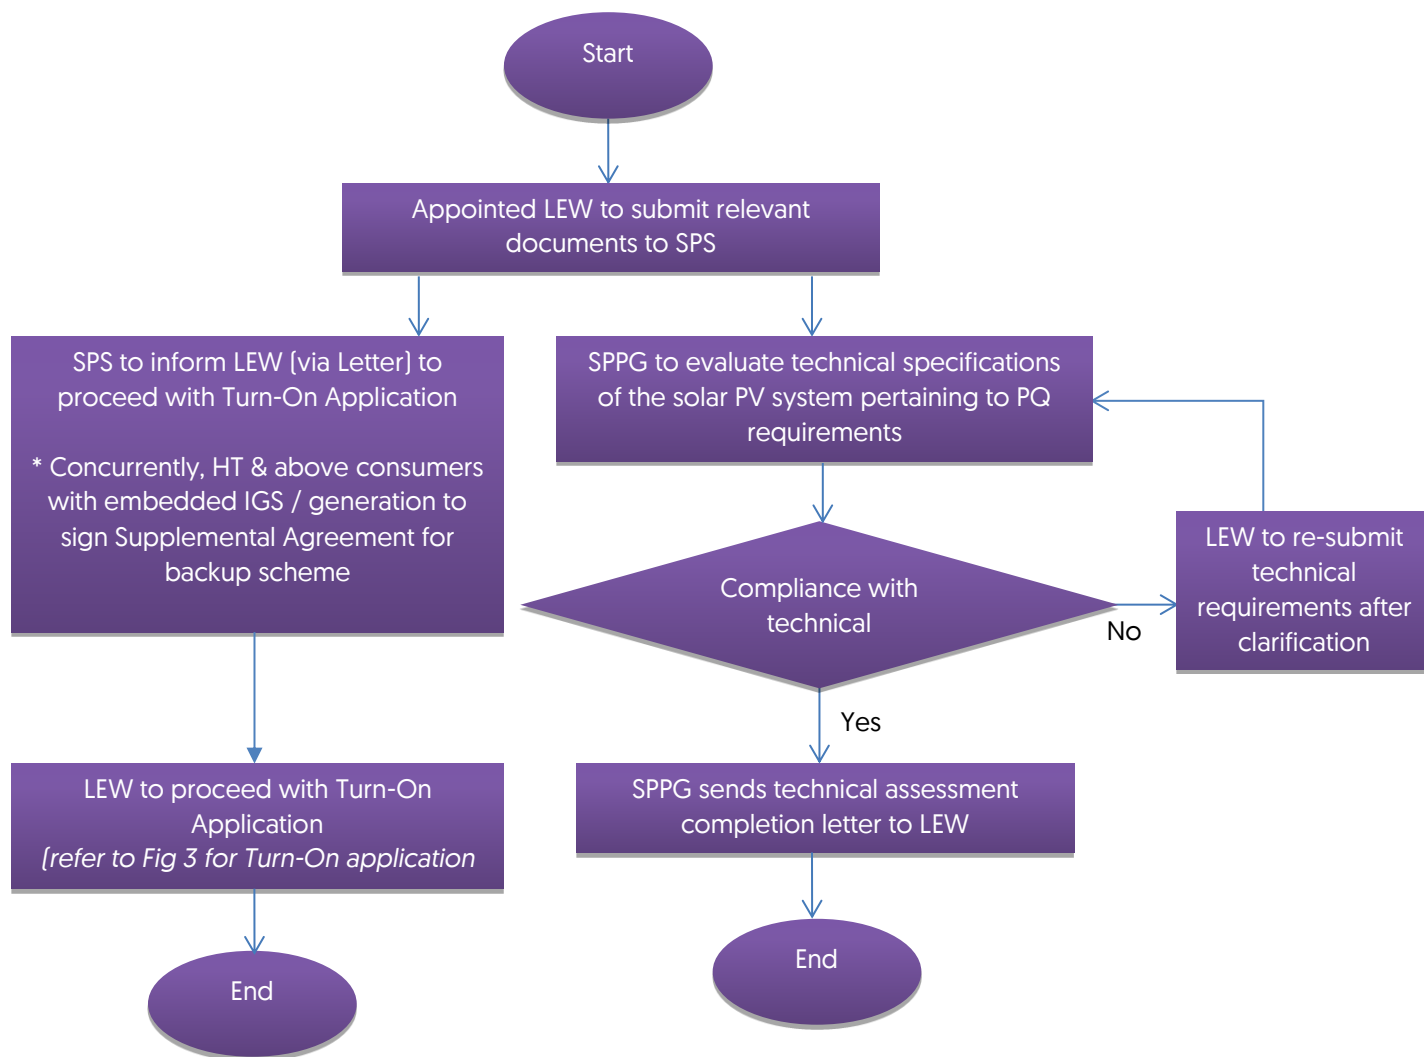 Start
Appointed LEW to submit relevant
documents to SPS
SPS to inform LEW (via Letter) to
proceed with Turn-On Application
* Concurrently, HT & above consumers
with embedded IGS / generation to
sign Supplemental Agreement for
backup scheme
SPPG to evaluate technical specifications
of the solar PV system pertaining to PQ
requirements
LEW to re-submit
technical
requirements after
clarification
Compliance with
technical
No
Yes
LEW to proceed with Turn-On
Application
(refer to Fig 3 for Turn-On application
SPPG sends technical assessment
completion letter to LEW
End
End